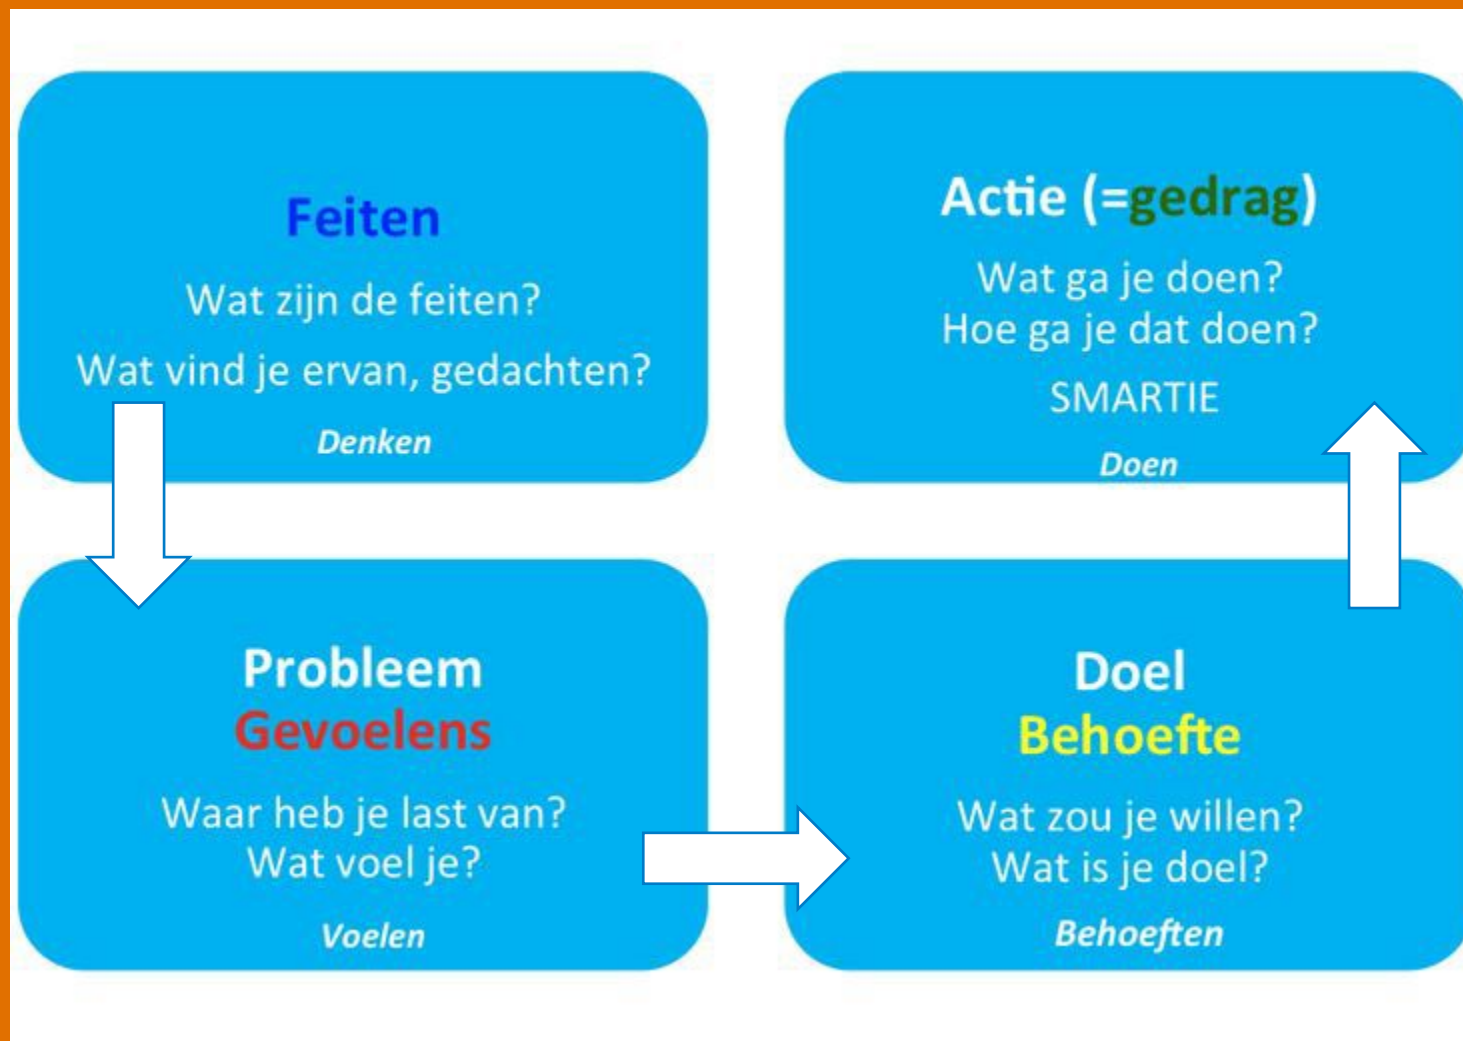 Feiten
Wat zijn de feiten?
Wat vind je ervan, gedachten?
Denken
Probleem
Gevoelens
Waar heb je last van?
Wat voel je?
Voelen
Doel
Behoefte
Wat zou je willen?
Wat is je doel?
Behoeften
Actie (=gedrag)
Wat ga je doen?
Hoe ga je dat doen?
SMARTIE
Doen